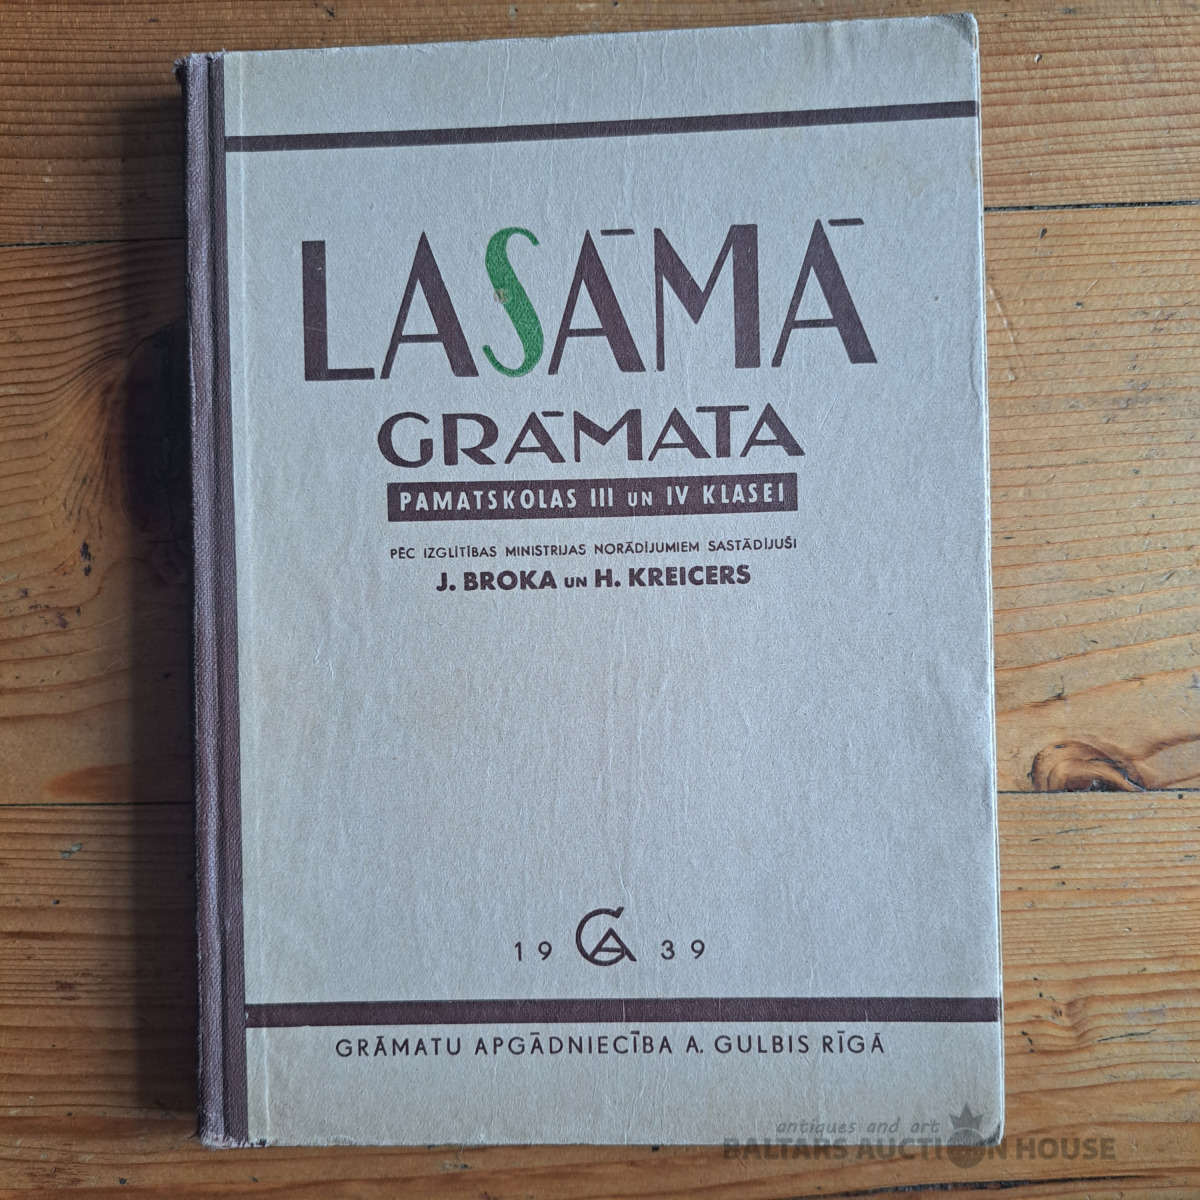 LASĀMĀ
GRĀMATA
PAMATSKOLAS III UN IV KLASEI
PĒC IZGLĪTĪBAS MINISTRIJAS NORĀDĪJUMIEM SASTĀDĪJUŠI
J. BROKA UN H. KREICERS
19 GA 39
GRĀMATU APGĀDNIECĪBA A. GULBIS RĪGĀ
antiques and art
BALTARS AUCTION HOUSE